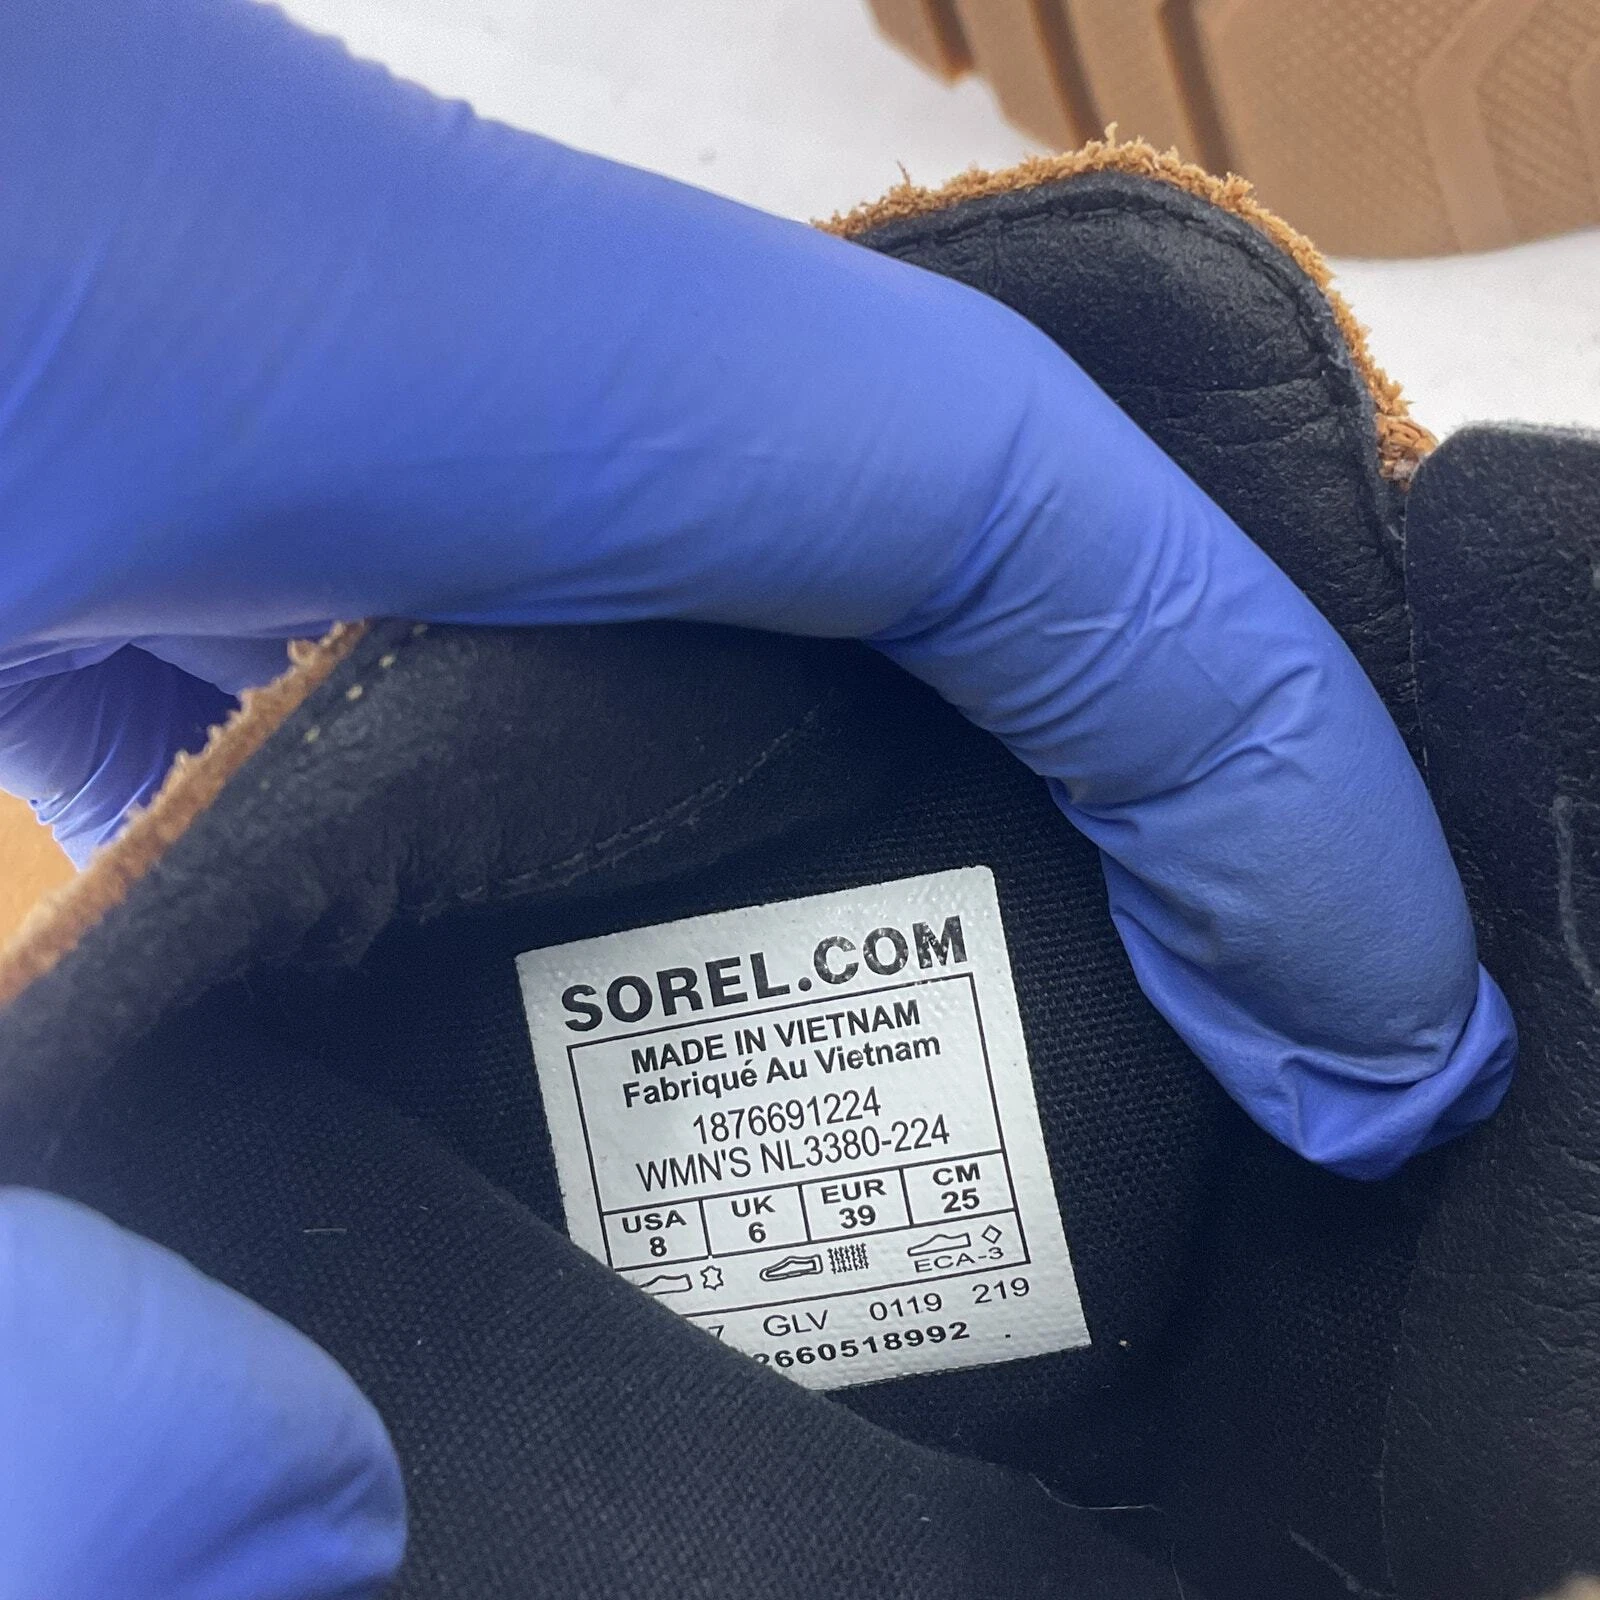 SOREL.COM
MADE IN VIETNAM
Fabriqué Au Vietnam
1876691224
WMN'S NL3380-224
USA UK EUR CM
8 6 39 25
ECA-3
7 GLV 0119 219
2660518992 .